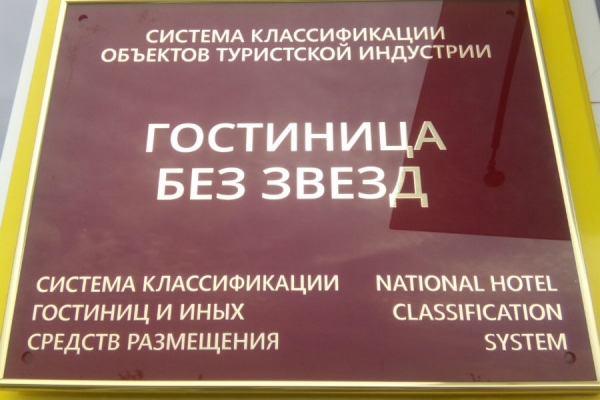 СИСТЕМА КЛАССИФИКАЦИИ
ОБЪЕКТОВ ТУРИСТСКОЙ ИНДУСТРИИ
ГОСТИНИЦА
БЕЗ ЗВЕЗД
СИСТЕМА КЛАССИФИКАЦИИ
ГОСТИНИЦ И ИНЫХ
СРЕДСТВ РАЗМЕЩЕНИЯ
NATIONAL HOTEL
CLASSIFICATION
SYSTEM